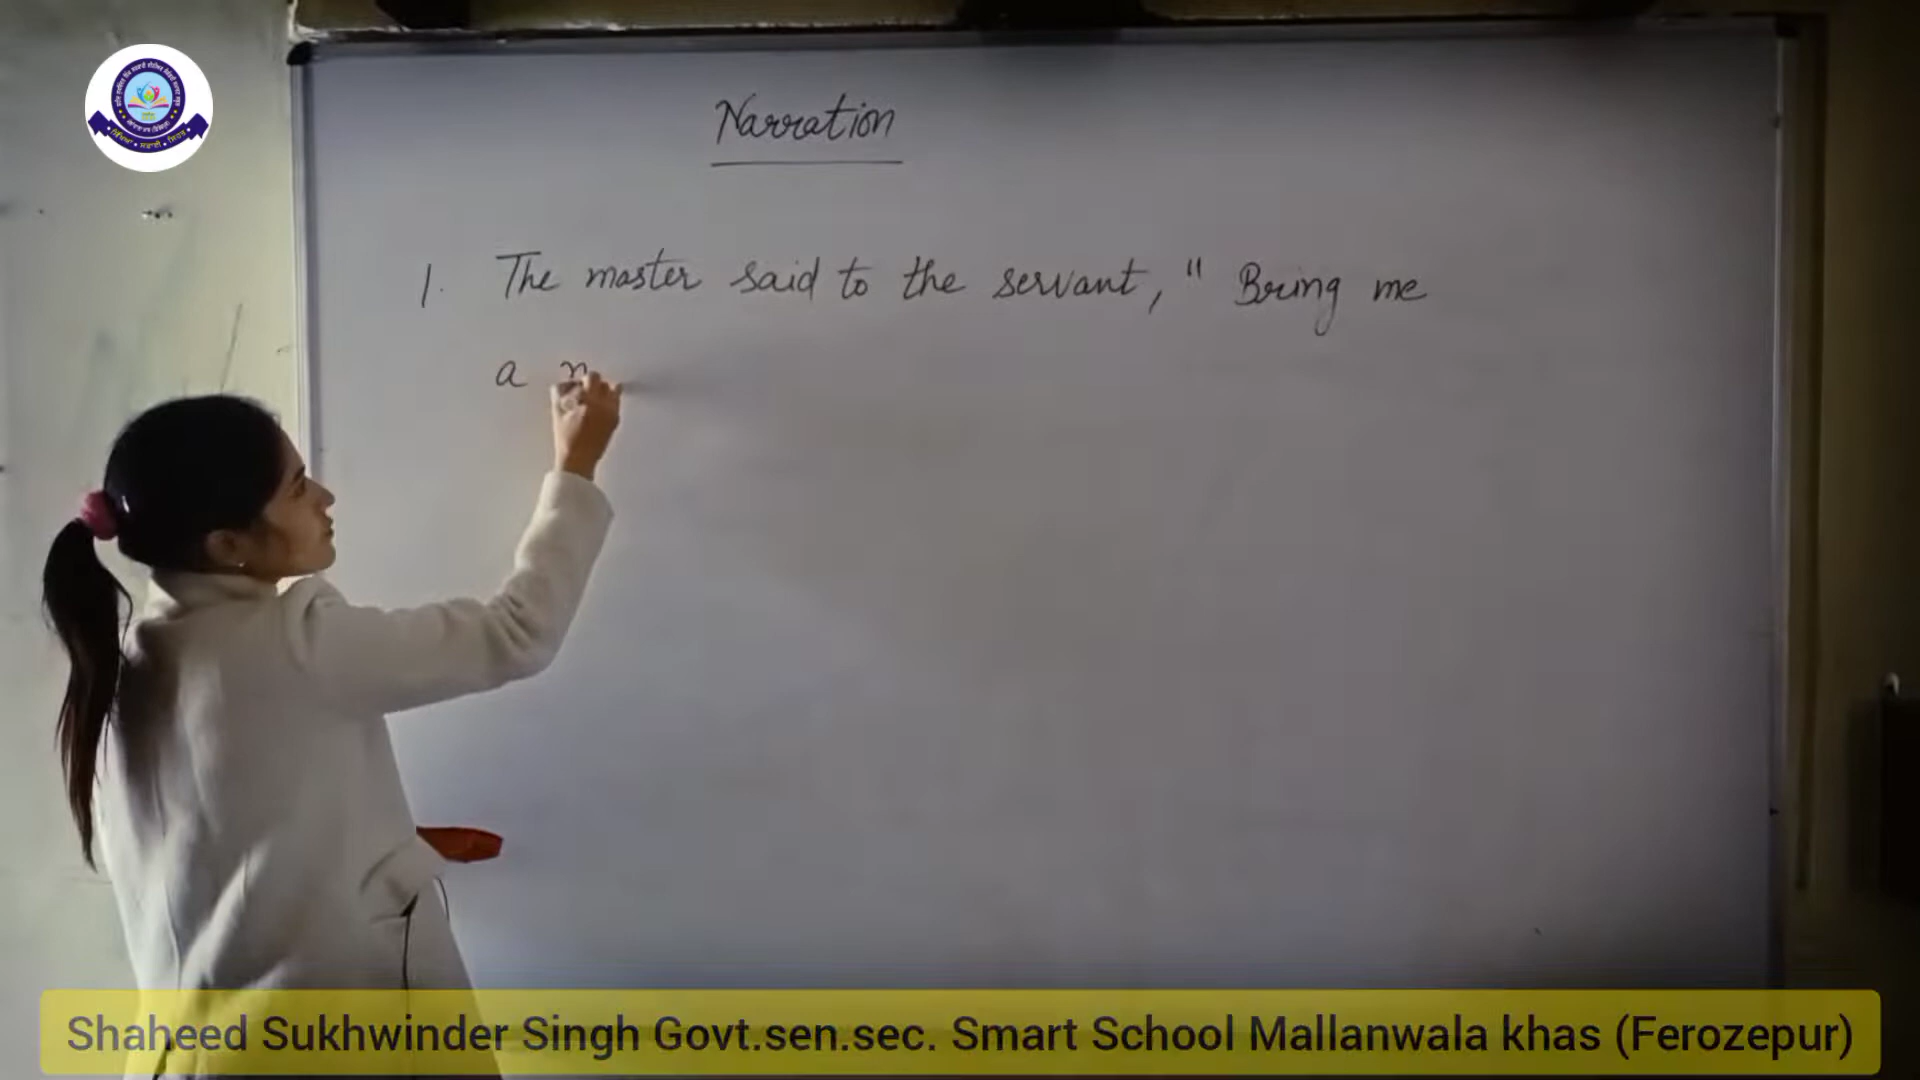 Narration
1. The master said to the servant, " Bring me
a
Shaheed Sukhwinder Singh Govt.sen.sec. Smart School Mallanwala khas (Ferozepur)